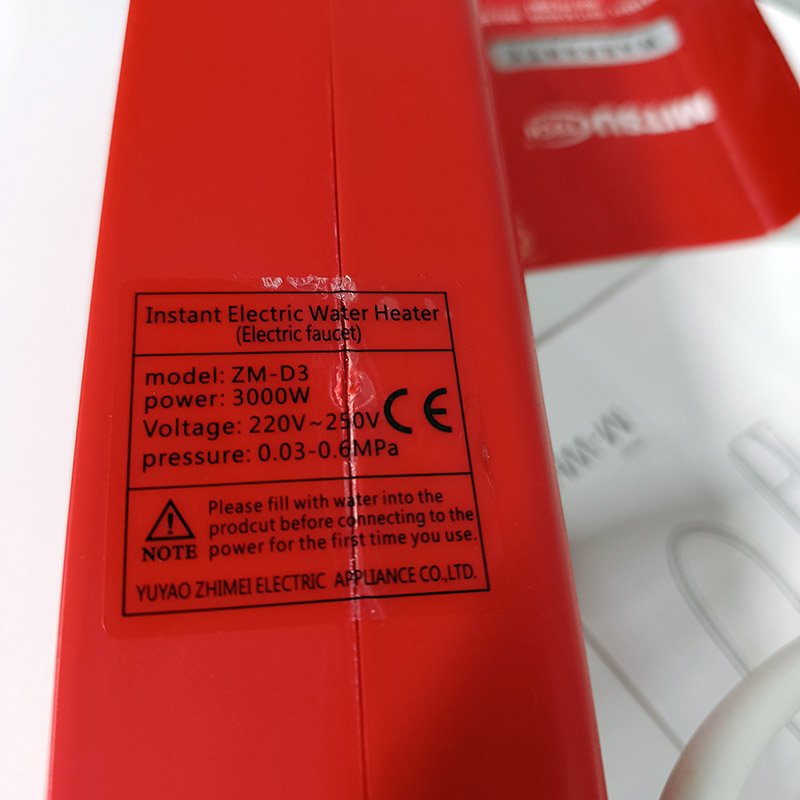 Instant Electric Water Heater
(Electric faucet)
model: ZM-D3
power: 3000W
Voltage: 220V~250V
pressure: 0.03-0.6MPa
CE
NOTE
Please fill with water into the
prodcut before connecting to the
power for the first time you use.
YUYAO ZHIMEI ELECTRIC APPLIANCE CO.,LTD.